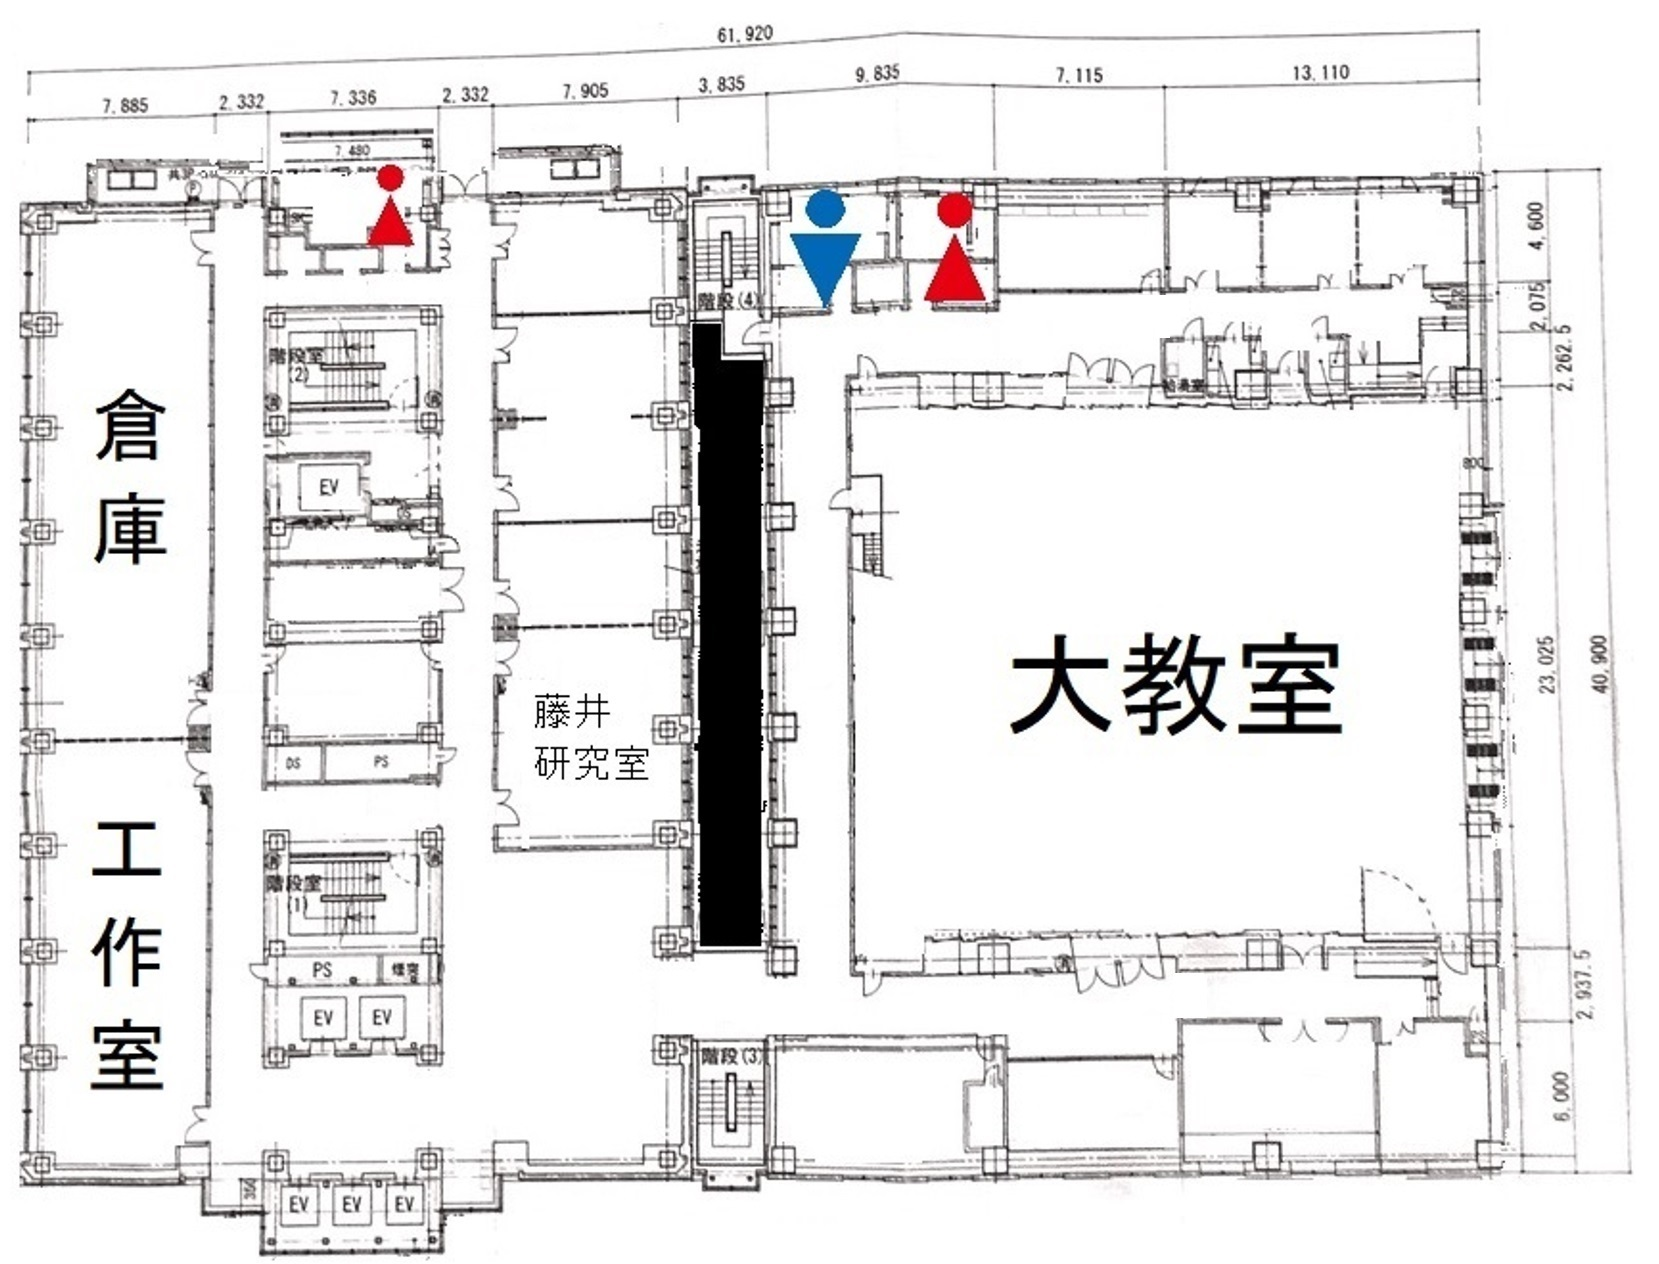 61,920
7,885
2,332
7,336
2,332
7,905
3,835
9,835
7,115
13,110
7,480
4,600
2,075
2,262.5
階段(4)
階段室
(2)
倉庫
EV
DS
800
藤井
研究室
大教室
23,025
40,900
DS
PS
工作室
階段室
(1)
PS
EV
EV
2,937.5
階段(3)
6,000
EV
EV
EV